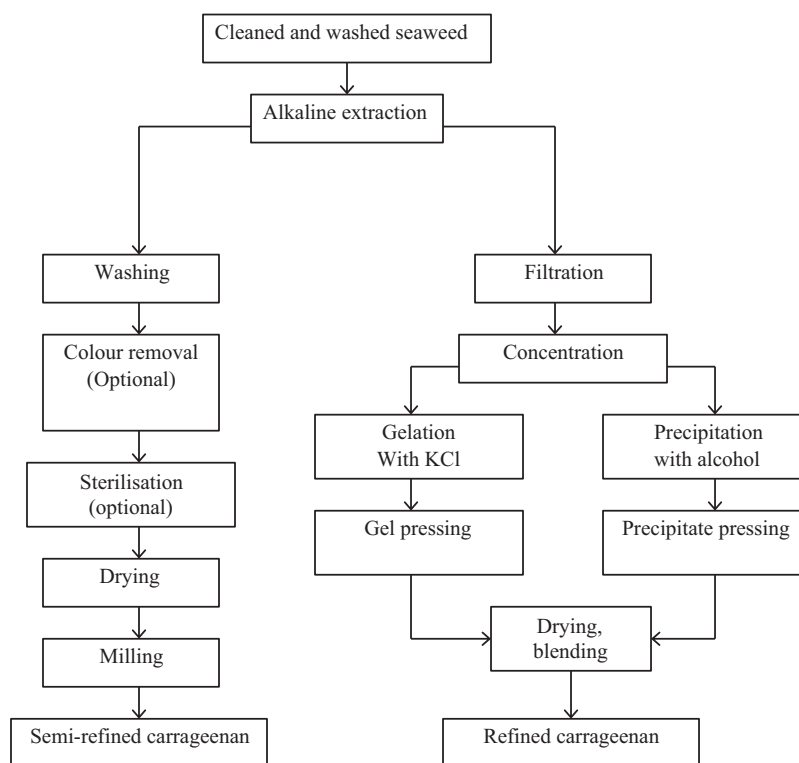 Cleaned and washed seaweed
Alkaline extraction
Washing
Colour removal
(Optional)
Sterilisation
(optional)
Drying
Milling
Semi-refined carrageenan
Filtration
Concentration
Gelation
With KCl
Gel pressing
Precipitation
with alcohol
Precipitate pressing
Drying,
blending
Refined carrageenan